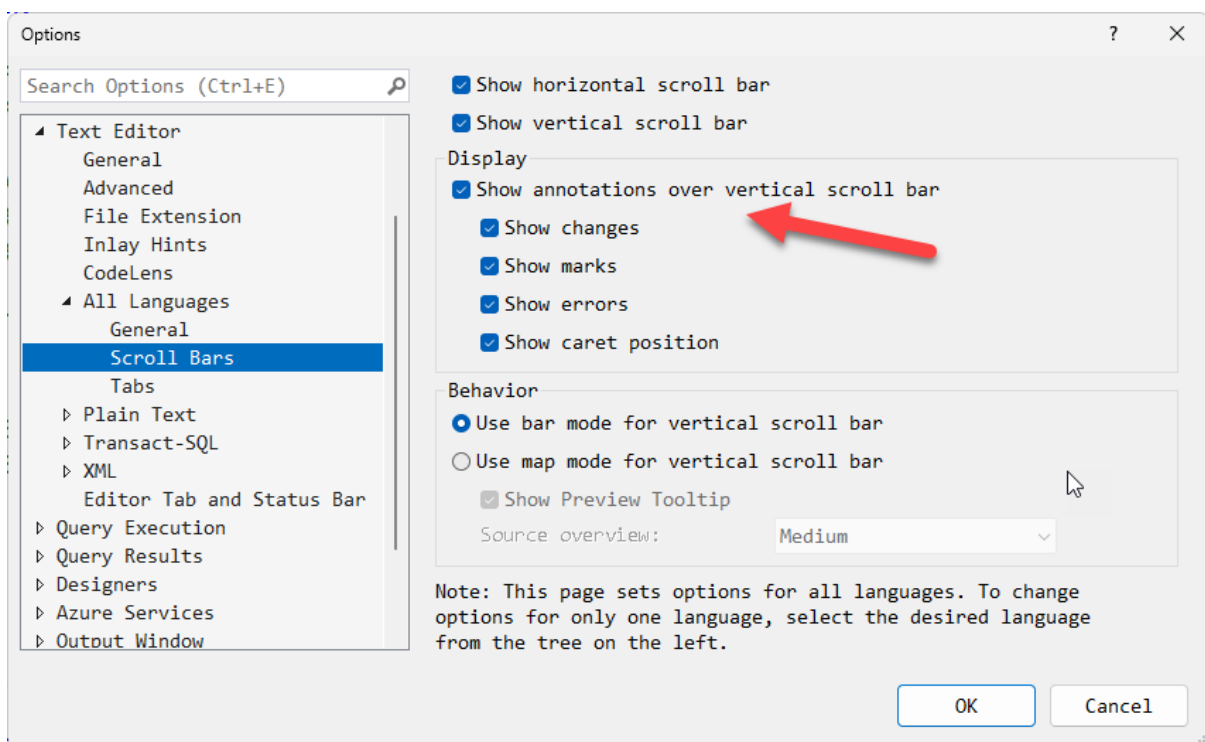 Options
?
Search Options (Ctrl+E)
Text Editor
General
Advanced
File Extension
Inlay Hints
CodeLens
All Languages
General
Scroll Bars
Tabs
Plain Text
Transact-SQL
XML
Editor Tab and Status Bar
Query Execution
Query Results
Designers
Azure Services
Output Window
Show horizontal scroll bar
Show vertical scroll bar
Display
Show annotations over vertical scroll bar
Show changes
Show marks
Show errors
Show caret position
Behavior
Use bar mode for vertical scroll bar
Use map mode for vertical scroll bar
Show Preview Tooltip
Source overview: Medium
Note: This page sets options for all languages. To change
options for only one language, select the desired language
from the tree on the left.
OK Cancel